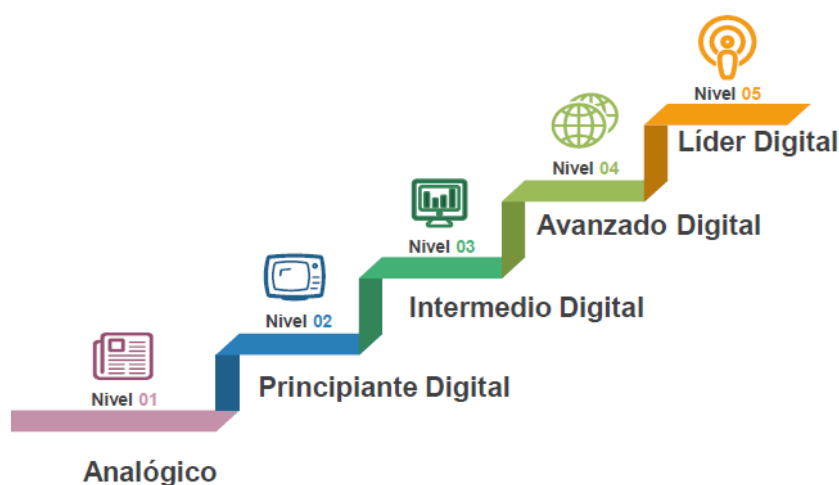 Nivel 05
Líder Digital
Nivel 04
Avanzado Digital
Nivel 03
Intermedio Digital
Nivel 02
Principiante Digital
Nivel 01
Analógico